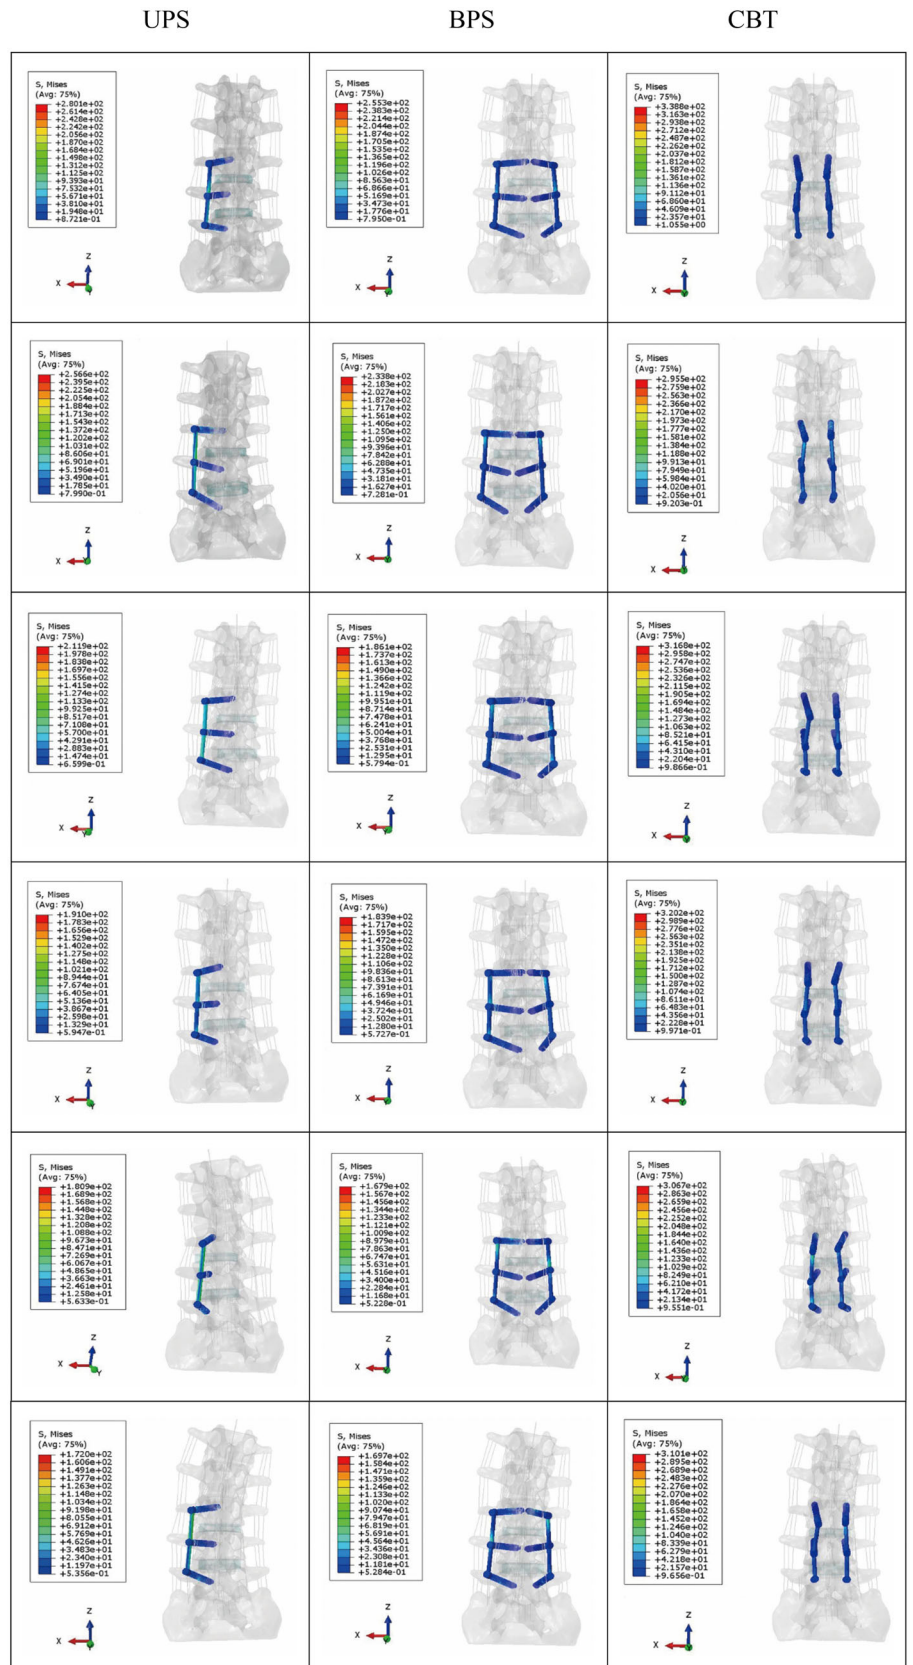 UPS BPS CBT
S, Mises
(Avg: 75%)
+2.801e+02
+2.614e+02
+2.428e+02
+2.242e+02
+2.056e+02
+1.870e+02
+1.684e+02
+1.498e+02
+1.312e+02
+1.125e+02
+9.393e+01
+7.532e+01
+5.671e+01
+3.810e+01
+1.948e+01
+8.721e-01
Z
X
Y
S, Mises
(Avg: 75%)
+2.553e+02
+2.383e+02
+2.214e+02
+2.044e+02
+1.874e+02
+1.705e+02
+1.535e+02
+1.365e+02
+1.196e+02
+1.026e+02
+8.563e+01
+6.866e+01
+5.169e+01
+3.473e+01
+1.776e+01
+7.950e-01
Z
X
S, Mises
(Avg: 75%)
+3.388e+02
+3.163e+02
+2.938e+02
+2.712e+02
+2.487e+02
+2.262e+02
+2.037e+02
+1.812e+02
+1.587e+02
+1.361e+02
+1.136e+02
+9.112e+01
+6.860e+01
+4.609e+01
+2.357e+01
+1.055e+00
Z
X
S, Mises
(Avg: 75%)
+2.566e+02
+2.395e+02
+2.225e+02
+2.054e+02
+1.884e+02
+1.713e+02
+1.543e+02
+1.372e+02
+1.202e+02
+1.031e+02
+8.606e+01
+6.901e+01
+5.196e+01
+3.490e+01
+1.785e+01
+7.990e-01
Z
X
S, Mises
(Avg: 75%)
+2.338e+02
+2.183e+02
+2.027e+02
+1.872e+02
+1.717e+02
+1.561e+02
+1.406e+02
+1.250e+02
+1.095e+02
+9.396e+01
+7.842e+01
+6.288e+01
+4.735e+01
+3.181e+01
+1.627e+01
+7.281e-01
Z
X
S, Mises
(Avg: 75%)
+2.955e+02
+2.759e+02
+2.563e+02
+2.366e+02
+2.170e+02
+1.973e+02
+1.777e+02
+1.581e+02
+1.384e+02
+1.188e+02
+9.913e+01
+7.949e+01
+5.984e+01
+4.020e+01
+2.056e+01
+9.203e-01
Z
X
S, Mises
(Avg: 75%)
+2.119e+02
+1.978e+02
+1.838e+02
+1.697e+02
+1.556e+02
+1.415e+02
+1.274e+02
+1.133e+02
+9.925e+01
+8.517e+01
+7.108e+01
+5.700e+01
+4.291e+01
+2.883e+01
+1.474e+01
+6.599e-01
Z
X
Y
S, Mises
(Avg: 75%)
+1.861e+02
+1.737e+02
+1.613e+02
+1.490e+02
+1.366e+02
+1.242e+02
+1.119e+02
+9.951e+01
+8.714e+01
+7.478e+01
+6.241e+01
+5.004e+01
+3.768e+01
+2.531e+01
+1.295e+01
+5.794e-01
Z
X
Y
S, Mises
(Avg: 75%)
+3.168e+02
+2.958e+02
+2.747e+02
+2.536e+02
+2.326e+02
+2.115e+02
+1.905e+02
+1.694e+02
+1.484e+02
+1.273e+02
+1.063e+02
+8.521e+01
+6.415e+01
+4.310e+01
+2.204e+01
+9.866e-01
Z
X
S, Mises
(Avg: 75%)
+1.910e+02
+1.783e+02
+1.656e+02
+1.529e+02
+1.402e+02
+1.275e+02
+1.148e+02
+1.021e+02
+8.944e+01
+7.674e+01
+6.405e+01
+5.136e+01
+3.867e+01
+2.598e+01
+1.329e+01
+5.947e-01
Z
X
Y
S, Mises
(Avg: 75%)
+1.839e+02
+1.717e+02
+1.595e+02
+1.472e+02
+1.350e+02
+1.228e+02
+1.106e+02
+9.836e+01
+8.613e+01
+7.391e+01
+6.169e+01
+4.946e+01
+3.724e+01
+2.502e+01
+1.280e+01
+5.727e-01
Z
X
S, Mises
(Avg: 75%)
+3.202e+02
+2.989e+02
+2.776e+02
+2.563e+02
+2.351e+02
+2.138e+02
+1.925e+02
+1.712e+02
+1.500e+02
+1.287e+02
+1.074e+02
+8.611e+01
+6.483e+01
+4.356e+01
+2.228e+01
+9.971e-01
Z
X
S, Mises
(Avg: 75%)
+1.809e+02
+1.689e+02
+1.568e+02
+1.448e+02
+1.328e+02
+1.208e+02
+1.088e+02
+9.673e+01
+8.471e+01
+7.269e+01
+6.067e+01
+4.865e+01
+3.663e+01
+2.461e+01
+1.258e+01
+5.633e-01
Z
X
Y
S, Mises
(Avg: 75%)
+1.679e+02
+1.567e+02
+1.456e+02
+1.344e+02
+1.233e+02
+1.121e+02
+1.009e+02
+8.979e+01
+7.863e+01
+6.747e+01
+5.631e+01
+4.516e+01
+3.400e+01
+2.284e+01
+1.168e+01
+5.228e-01
Z
X
S, Mises
(Avg: 75%)
+3.067e+02
+2.863e+02
+2.659e+02
+2.456e+02
+2.252e+02
+2.048e+02
+1.844e+02
+1.640e+02
+1.436e+02
+1.233e+02
+1.029e+02
+8.249e+01
+6.210e+01
+4.172e+01
+2.134e+01
+9.551e-01
Z
X
S, Mises
(Avg: 75%)
+1.720e+02
+1.606e+02
+1.491e+02
+1.377e+02
+1.263e+02
+1.148e+02
+1.034e+02
+9.198e+01
+8.055e+01
+6.912e+01
+5.769e+01
+4.626e+01
+3.483e+01
+2.340e+01
+1.197e+01
+5.356e-01
Z
X
Y
S, Mises
(Avg: 75%)
+1.697e+02
+1.584e+02
+1.471e+02
+1.359e+02
+1.246e+02
+1.133e+02
+1.020e+02
+9.074e+01
+7.947e+01
+6.819e+01
+5.691e+01
+4.564e+01
+3.436e+01
+2.308e+01
+1.181e+01
+5.284e-01
Z
X
S, Mises
(Avg: 75%)
+3.101e+02
+2.895e+02
+2.689e+02
+2.483e+02
+2.276e+02
+2.070e+02
+1.864e+02
+1.658e+02
+1.452e+02
+1.246e+02
+1.040e+02
+8.339e+01
+6.279e+01
+4.218e+01
+2.157e+01
+9.656e-01
Z
X